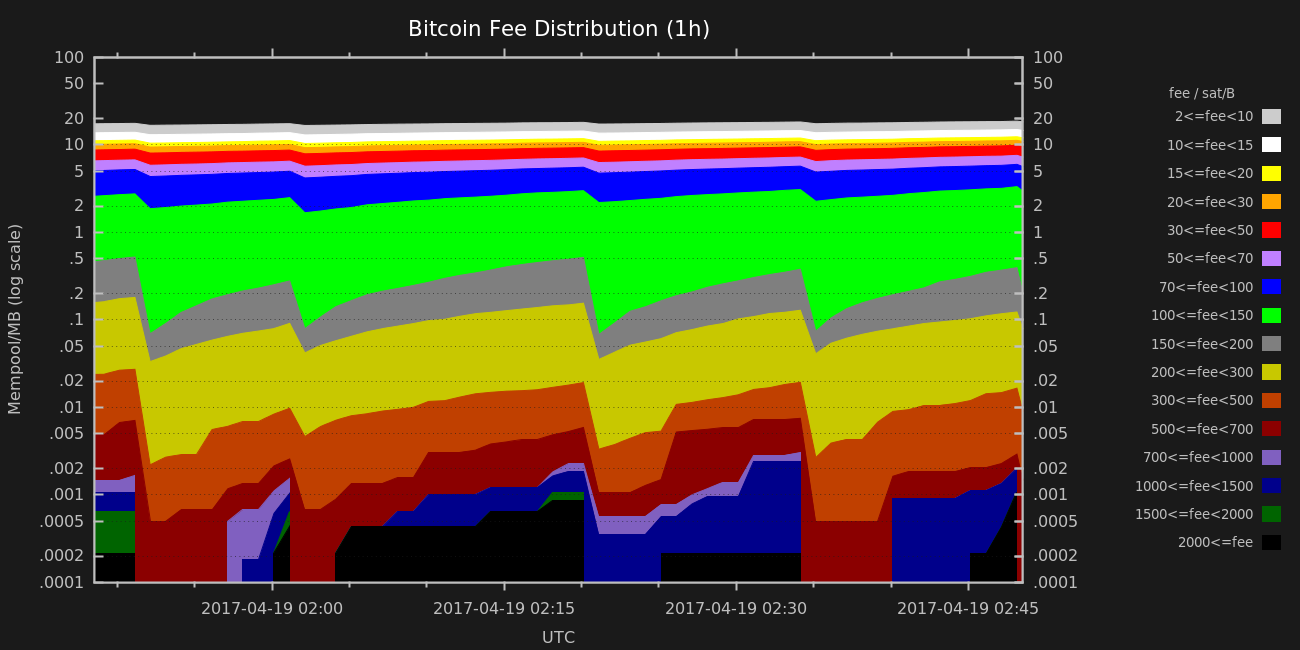 Bitcoin Fee Distribution (1h)
Mempool/MB (log scale)
100
50
20
10
5
2
1
.5
.2
.1
.05
.02
.01
.005
.002
.001
.0005
.0002
.0001
100
50
20
10
5
2
1
.5
.2
.1
.05
.02
.01
.005
.002
.001
.0005
.0002
.0001
2017-04-19 02:00
2017-04-19 02:15
2017-04-19 02:30
2017-04-19 02:45
UTC
fee / sat/B
2<=fee<10
10<=fee<15
15<=fee<20
20<=fee<30
30<=fee<50
50<=fee<70
70<=fee<100
100<=fee<150
150<=fee<200
200<=fee<300
300<=fee<500
500<=fee<700
700<=fee<1000
1000<=fee<1500
1500<=fee<2000
2000<=fee